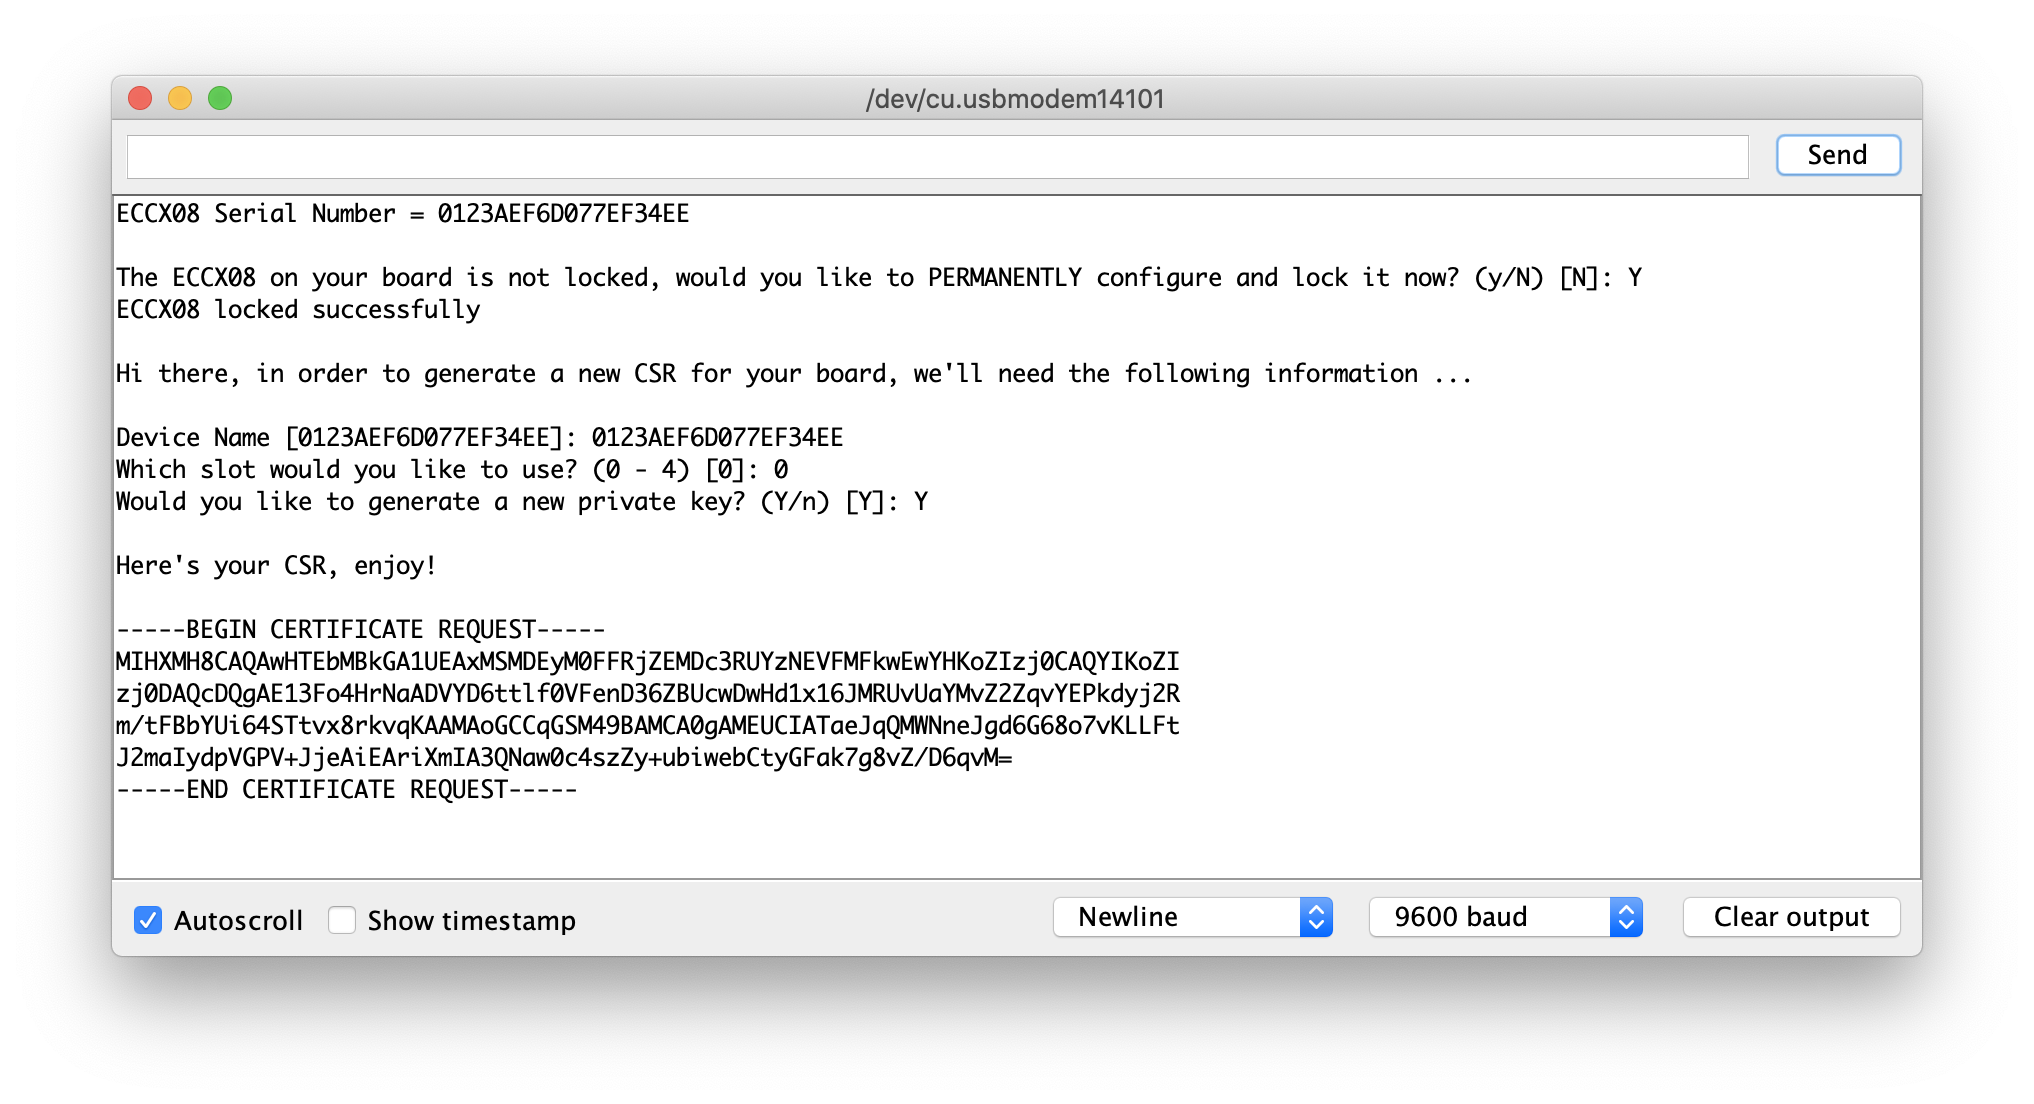 /dev/cu.usbmodem14101
Send
ECCX08 Serial Number = 0123AEF6D077EF34EE
The ECCX08 on your board is not locked, would you like to PERMANENTLY configure and lock it now? (y/N) [N]: Y
ECCX08 locked successfully
Hi there, in order to generate a new CSR for your board, we'll need the following information ...
Device Name [0123AEF6D077EF34EE]: 0123AEF6D077EF34EE
Which slot would you like to use? (0 - 4) [0]: 0
Would you like to generate a new private key? (Y/n) [Y]: Y
Here's your CSR, enjoy!
-----BEGIN CERTIFICATE REQUEST-----
MIHXMH8CAQAwHTEbMBkGA1UEAxMSMDEyM0FFRjZEMDc3RUYzNEVFMFkwEwYHKoZIzj0CAQYIKoZI
zj0DAQcDQgAE13Fo4HrNaADVYD6ttlf0VFenD36ZBUcwDwHd1x16JMRUvUaYMvZ2ZqvYEPkdyj2R
m/tFBbYUi64STtvx8rkvqKAAMAoGCCqGSM49BAMCA0gAMEUCIATaeJqQMWNneJgd6G68o7vKLLFt
J2maIydpVGPV+JjeAiEAriXmIA3QNaw0c4szZy+ubiwebCtyGFak7g8vZ/D6qvM=
-----END CERTIFICATE REQUEST-----
Autoscroll
Show timestamp
Newline
9600 baud
Clear output